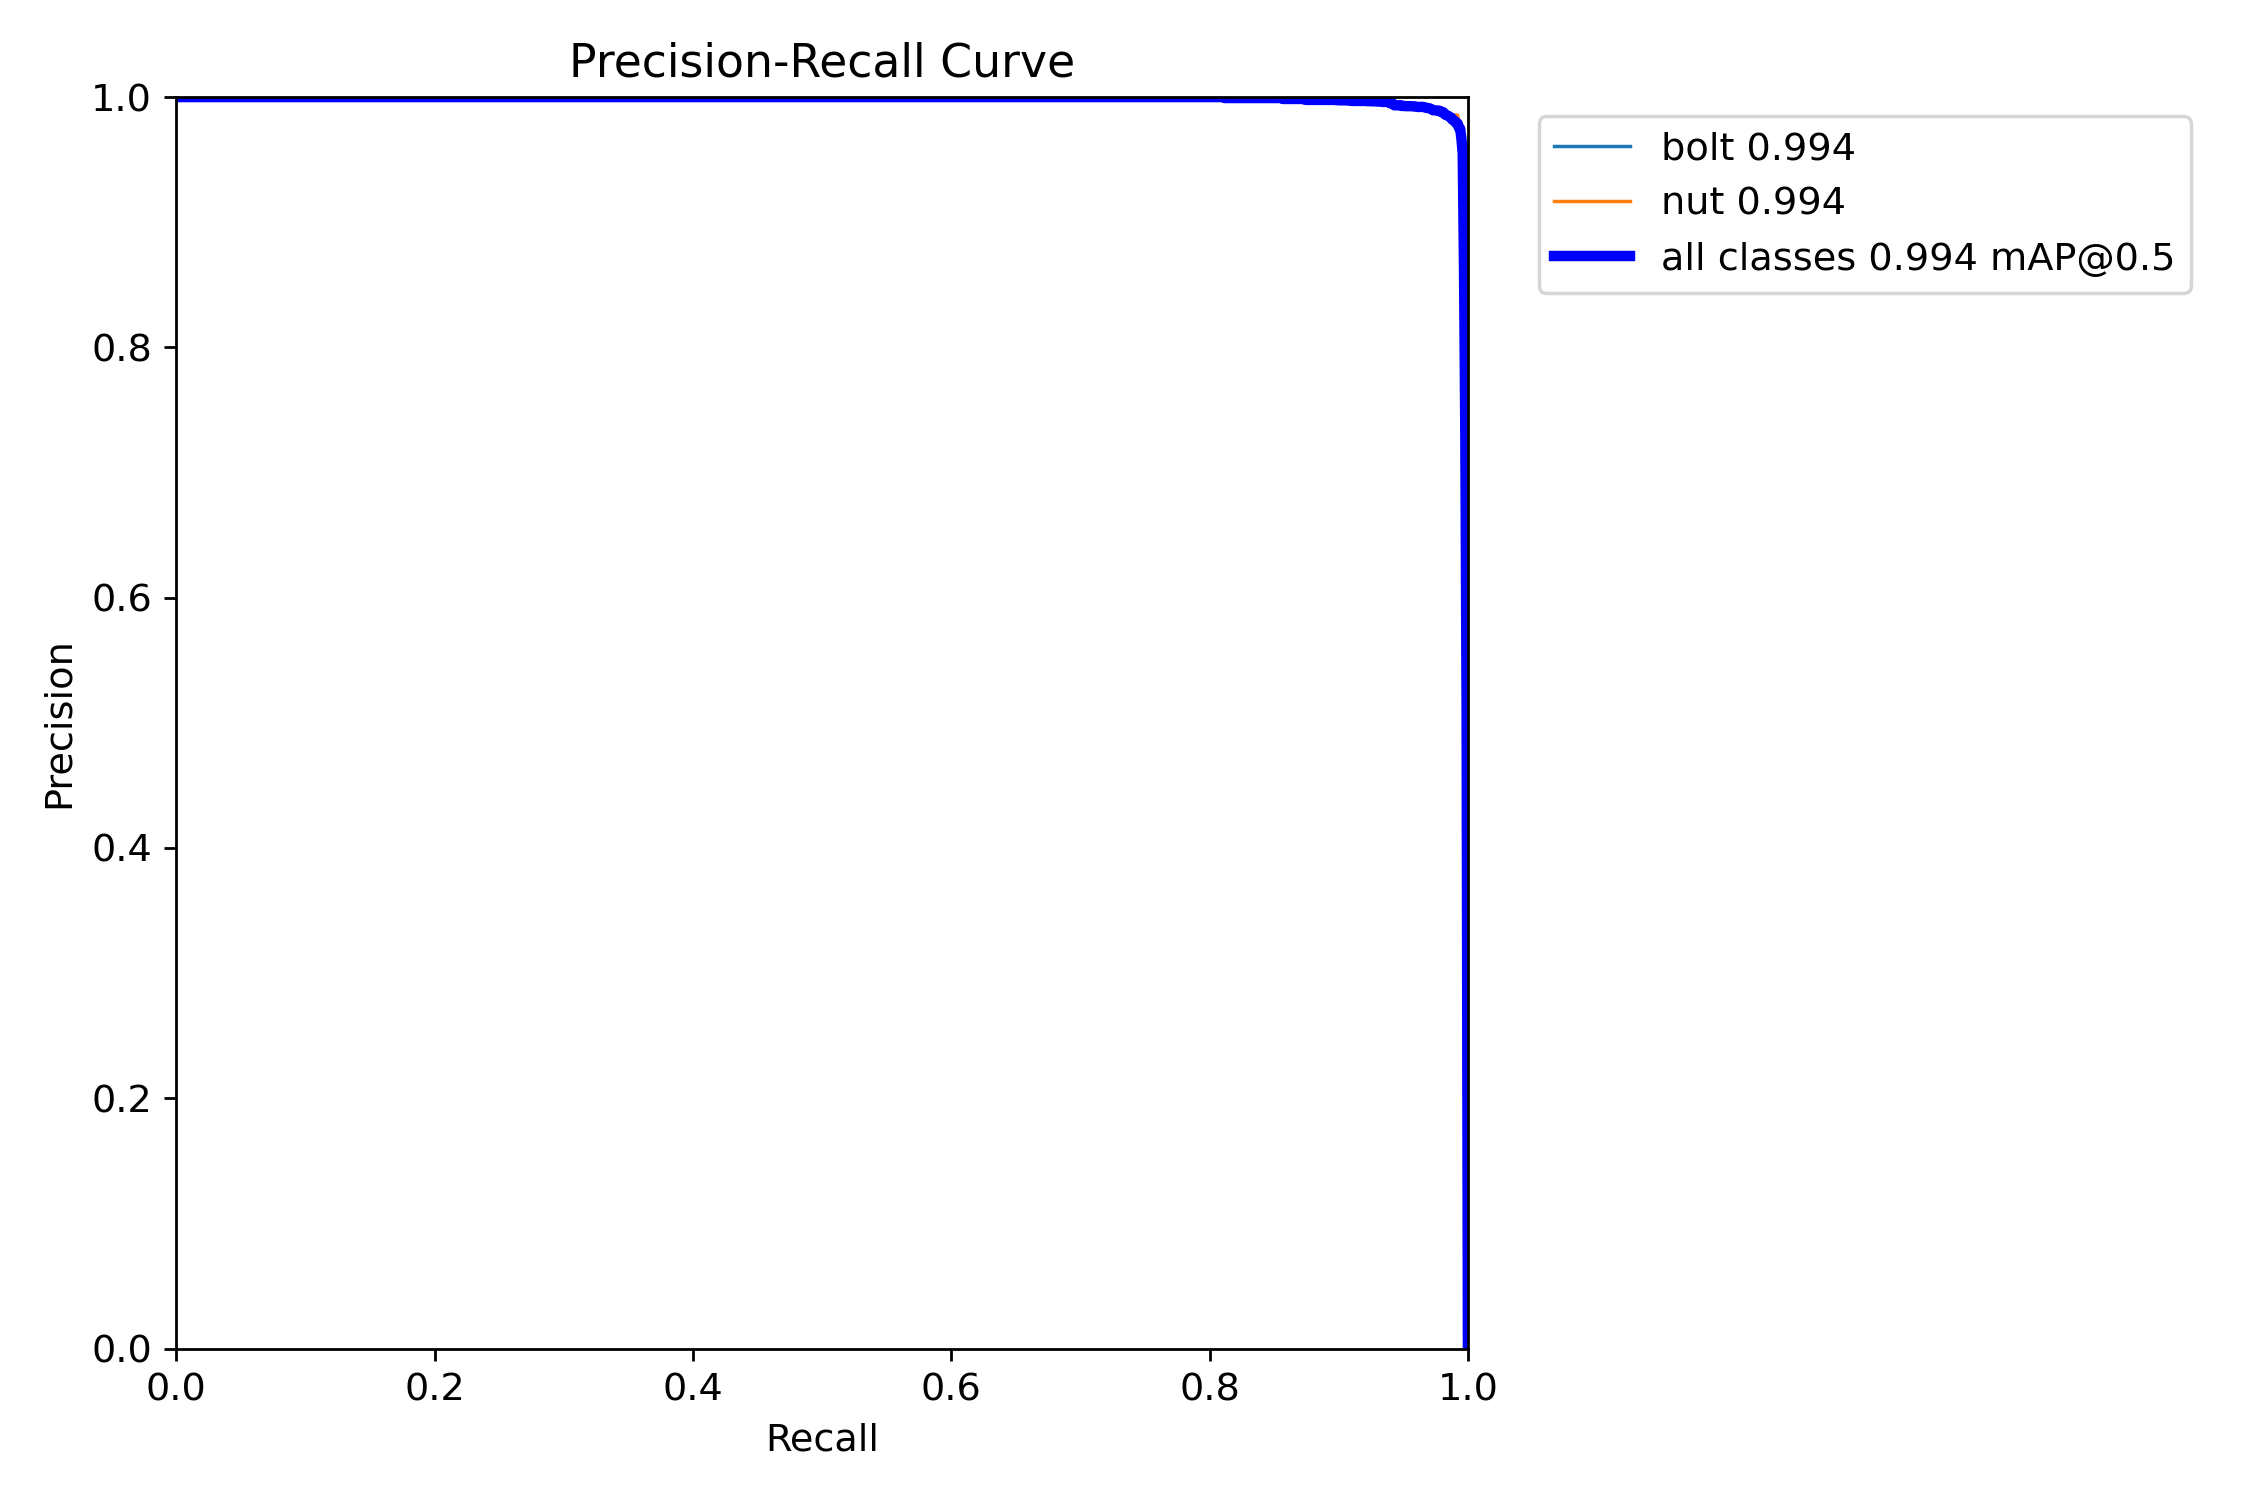 Precision-Recall Curve
1.0
0.8
0.6
0.4
0.2
0.0
Precision
0.0 0.2 0.4 0.6 0.8 1.0
Recall
bolt 0.994
nut 0.994
all classes 0.994 mAP@0.5